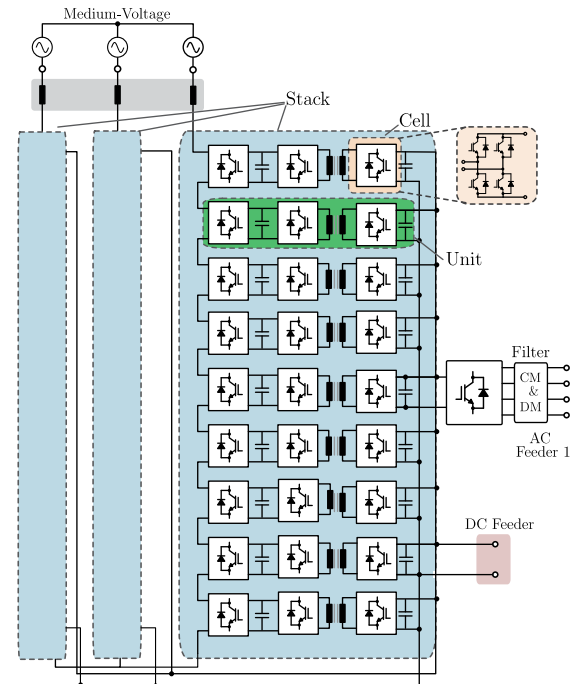 Medium-Voltage
Stack
Cell
Unit
Filter
CM
&
DM
AC
Feeder 1
DC Feeder